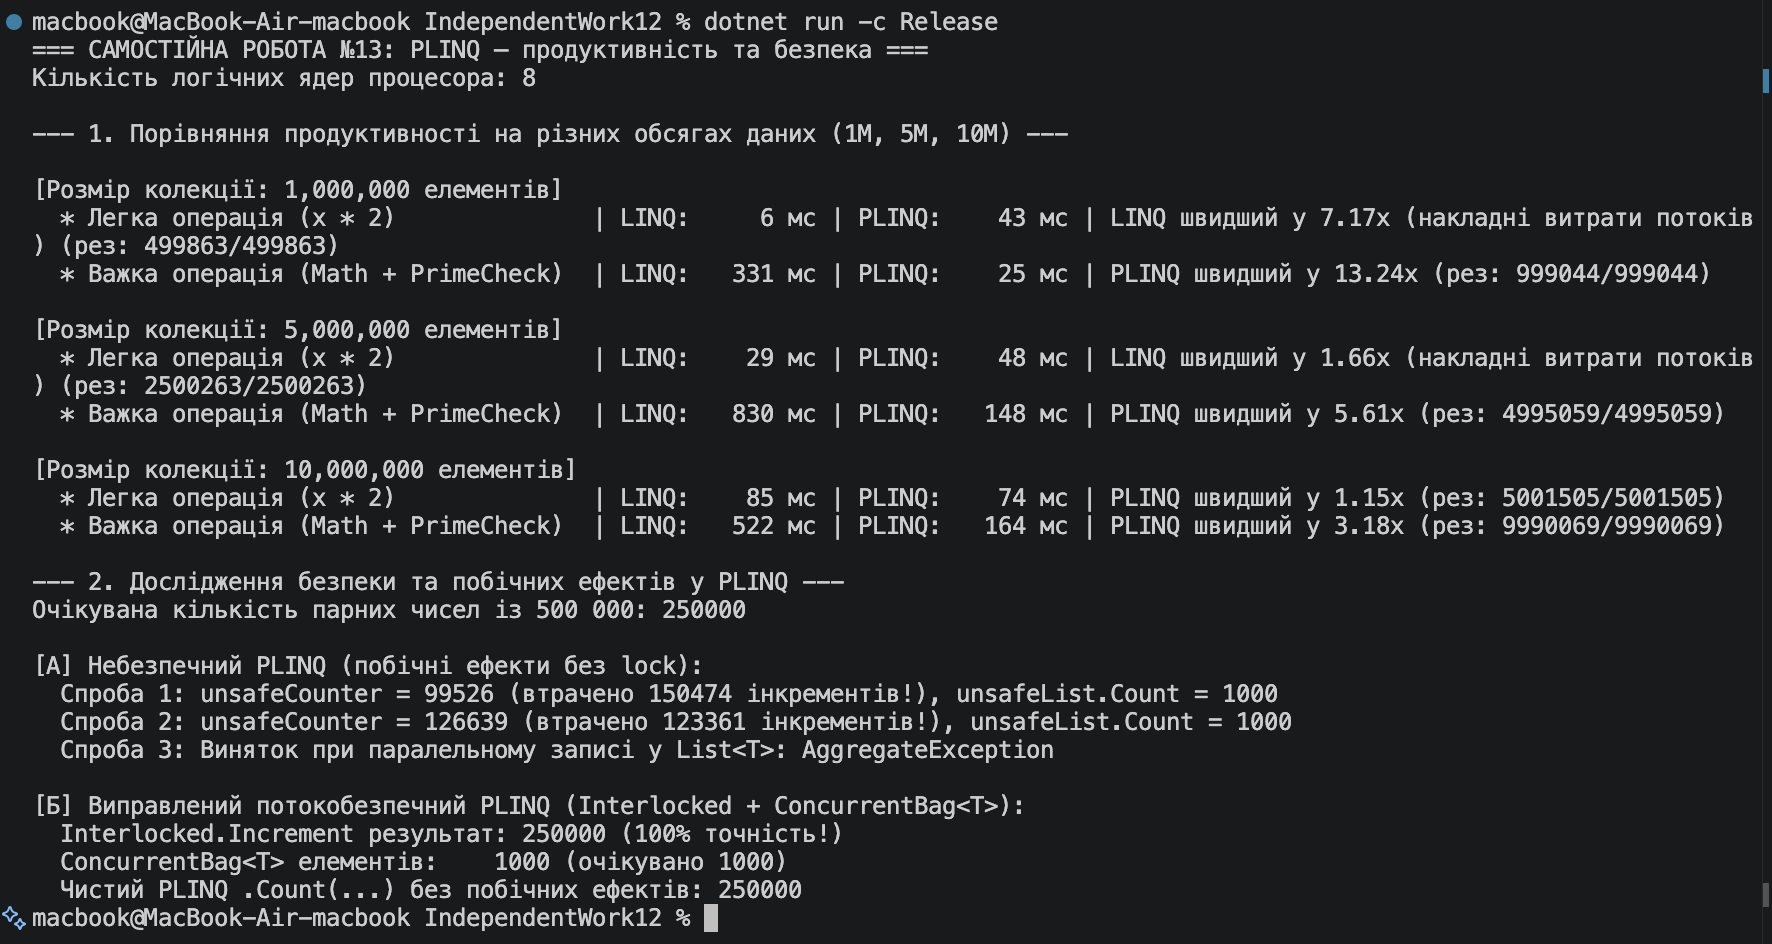 macbook@MacBook-Air-macbook IndependentWork12 % dotnet run -c Release
=== САМОСТІЙНА РОБОТА №13: PLINQ — продуктивність та безпека ===
Кількість логічних ядер процесора: 8
--- 1. Порівняння продуктивності на різних обсягах даних (1М, 5М, 10М) ---
[Розмір колекції: 1,000,000 елементів]
* Легка операція (x * 2) | LINQ: 6 мс | PLINQ: 43 мс | LINQ швидший у 7.17x (накладні витрати потоків
) (рез: 499863/499863)
* Важка операція (Math + PrimeCheck) | LINQ: 331 мс | PLINQ: 25 мс | PLINQ швидший у 13.24x (рез: 999044/999044)
[Розмір колекції: 5,000,000 елементів]
* Легка операція (x * 2) | LINQ: 29 мс | PLINQ: 48 мс | LINQ швидший у 1.66x (накладні витрати потоків
) (рез: 2500263/2500263)
* Важка операція (Math + PrimeCheck) | LINQ: 830 мс | PLINQ: 148 мс | PLINQ швидший у 5.61x (рез: 4995059/4995059)
[Розмір колекції: 10,000,000 елементів]
* Легка операція (x * 2) | LINQ: 85 мс | PLINQ: 74 мс | PLINQ швидший у 1.15x (рез: 5001505/5001505)
* Важка операція (Math + PrimeCheck) | LINQ: 522 мс | PLINQ: 164 мс | PLINQ швидший у 3.18x (рез: 9990069/9990069)
--- 2. Дослідження безпеки та побічних ефектів у PLINQ ---
Очікувана кількість парних чисел із 500 000: 250000
[А] Небезпечний PLINQ (побічні ефекти без lock):
Спроба 1: unsafeCounter = 99526 (втрачено 150474 інкрементів!), unsafeList.Count = 1000
Спроба 2: unsafeCounter = 126639 (втрачено 123361 інкрементів!), unsafeList.Count = 1000
Спроба 3: Виняток при паралельному записі у List<T>: AggregateException
[Б] Виправлений потокобезпечний PLINQ (Interlocked + ConcurrentBag<T>):
Interlocked.Increment результат: 250000 (100% точність!)
ConcurrentBag<T> елементів: 1000 (очікувано 1000)
Чистий PLINQ .Count(...) без побічних ефектів: 250000
macbook@MacBook-Air-macbook IndependentWork12 %